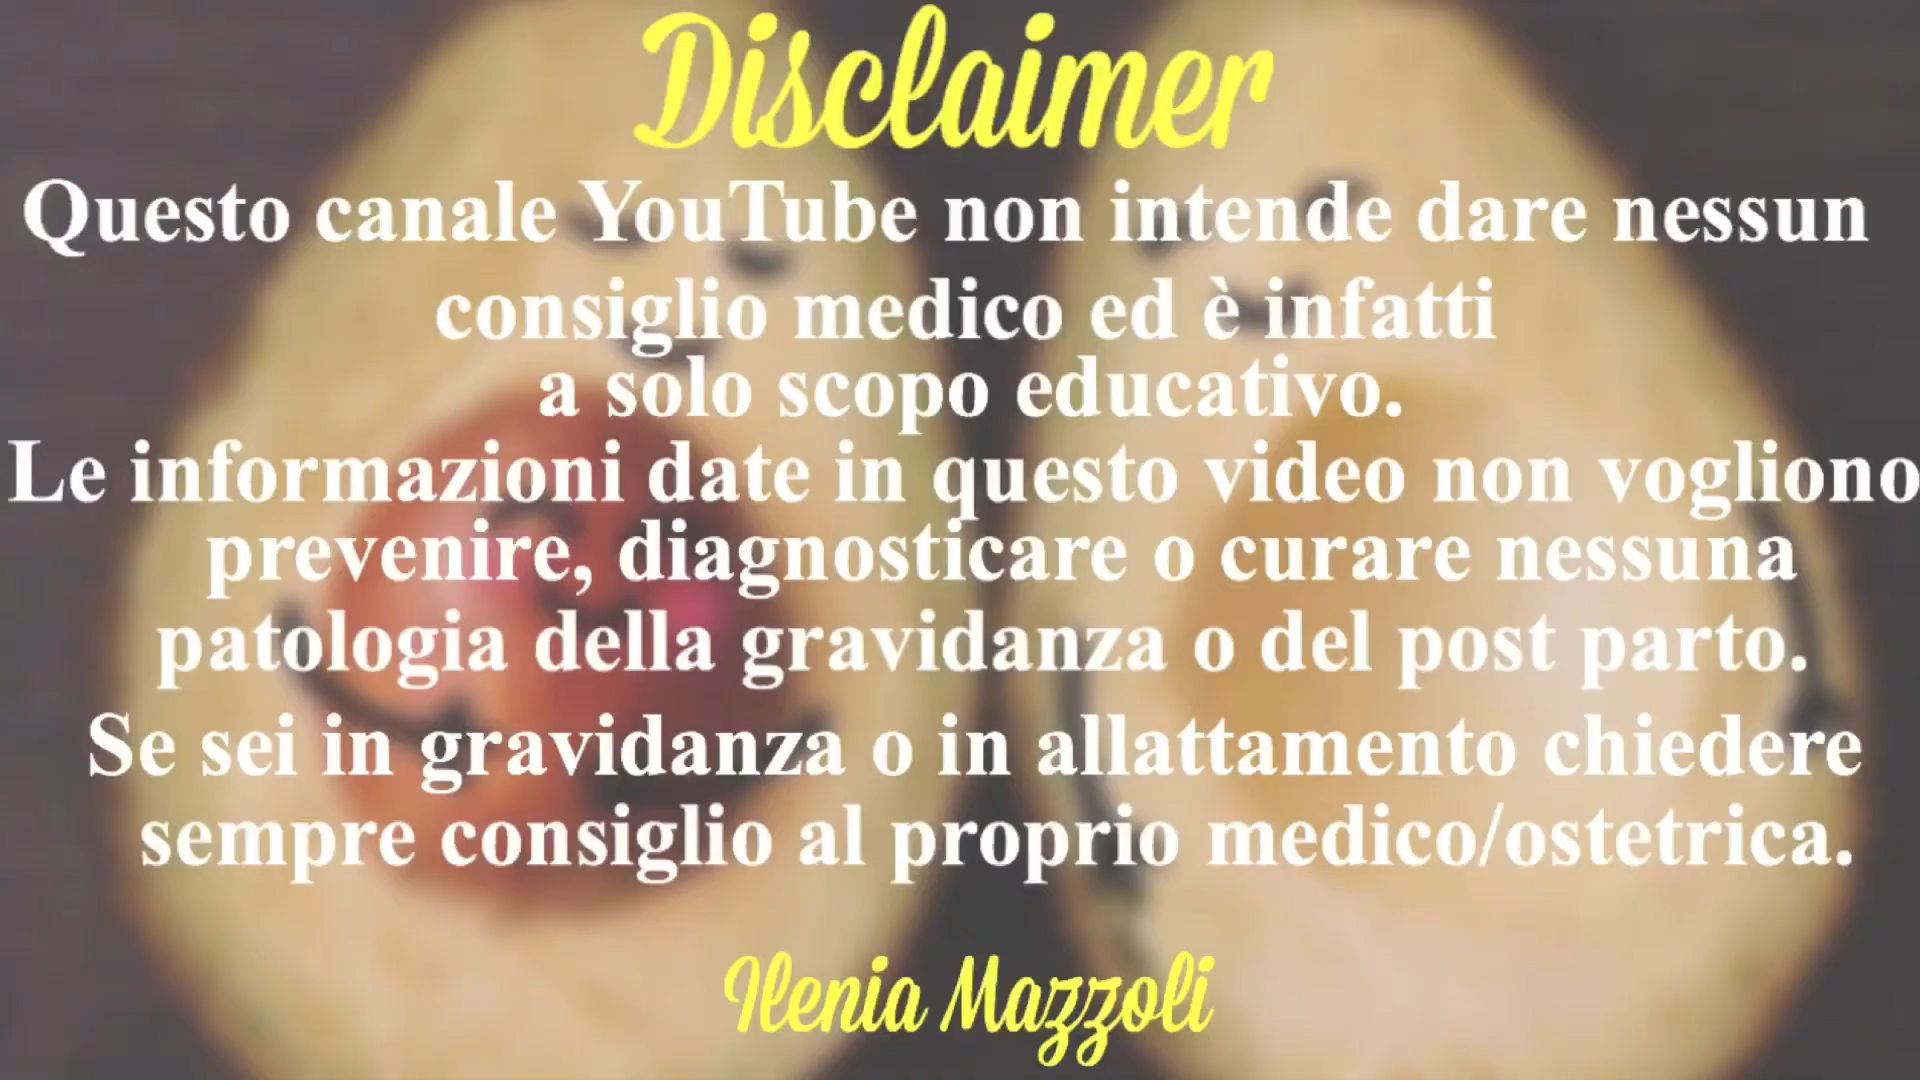 Disclaimer
Questo canale YouTube non intende dare nessun
consiglio medico ed è infatti
a solo scopo educativo.
Le informazioni date in questo video non vogliono
prevenire, diagnosticare o curare nessuna
patologia della gravidanza o del post parto.
Se sei in gravidanza o in allattamento chiedere
sempre consiglio al proprio medico/ostetrica.
Ilenia Mazzoli